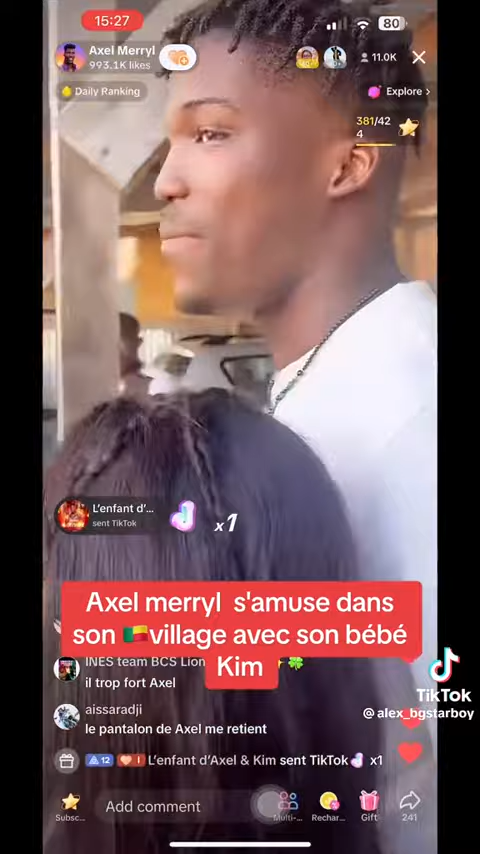 15:27
80
Axel Merryl
993.1K likes
11.0K
Daily Ranking
Explore
381/42
4
L'enfant d'...
sent TikTok
x1
Axel merryl s'amuse dans
son 🇧🇯village avec son bébé
Kim
INES team BCS Lion
il trop fort Axel
aissaradji
le pantalon de Axel me retient
12 1 L'enfant d'Axel & Kim sent TikTok x1
TikTok
@alex_bgstarboy
Subsc...
Add comment
Multi-...
Rechar...
Gift
241